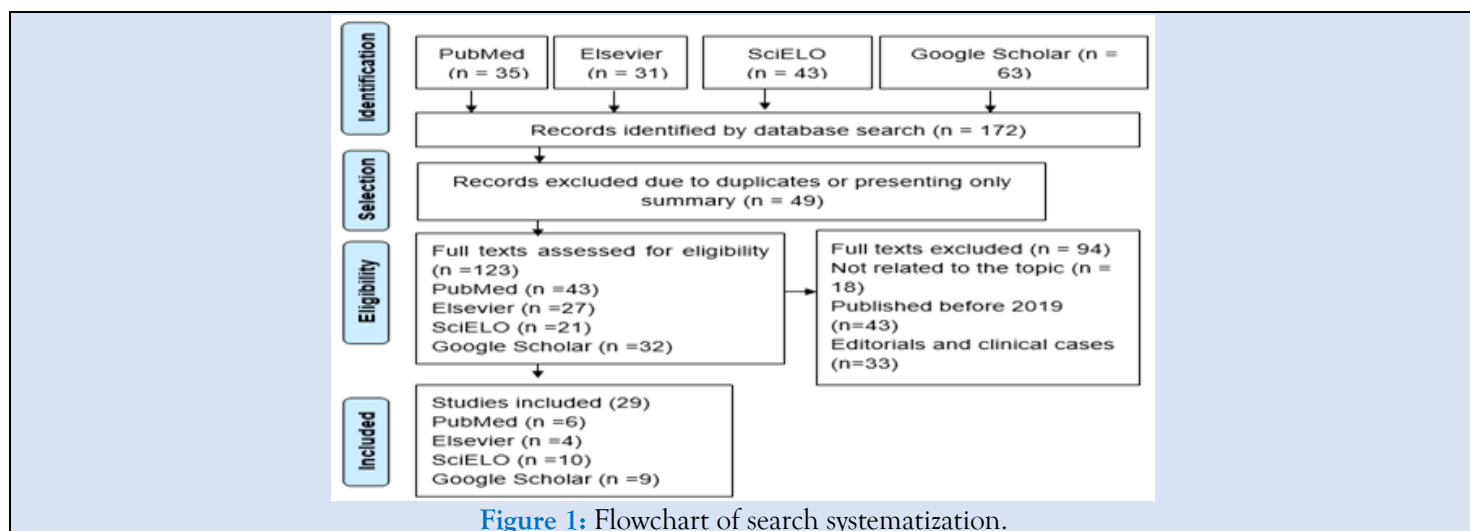 Identification
PubMed
(n = 35)
Elsevier
(n = 31)
SciELO
(n = 43)
Google Scholar (n =
63)
Records identified by database search (n = 172)
Selection
Records excluded due to duplicates or presenting only
summary (n = 49)
Eligibility
Full texts assessed for eligibility
(n =123)
PubMed (n =43)
Elsevier (n =27)
SciELO (n =21)
Google Scholar (n =32)
Full texts excluded (n = 94)
Not related to the topic (n =
18)
Published before 2019
(n=43)
Editorials and clinical cases
(n=33)
Included
Studies included (29)
PubMed (n =6)
Elsevier (n =4)
SciELO (n =10)
Google Scholar (n =9)
Figure 1: Flowchart of search systematization.